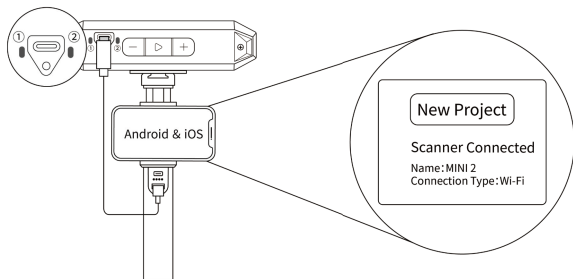 ① ②
① ②
Android & iOS
New Project
Scanner Connected
Name:MINI 2
Connection Type:Wi-Fi